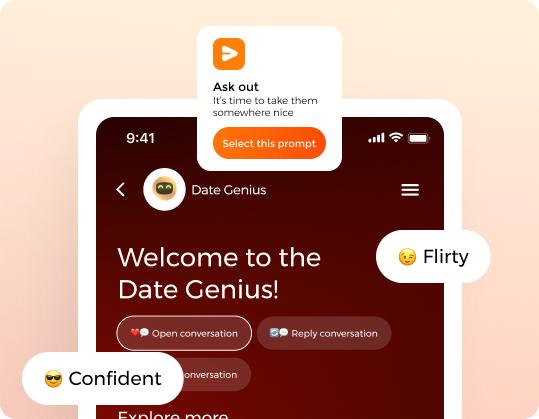 Ask out
It's time to take them
somewhere nice
Select this prompt
9:41
Date Genius
Welcome to the
Date Genius!
😉 Flirty
❤️💬 Open conversation
🔄💬 Reply conversation
😎 Confident
onversation
Explore more